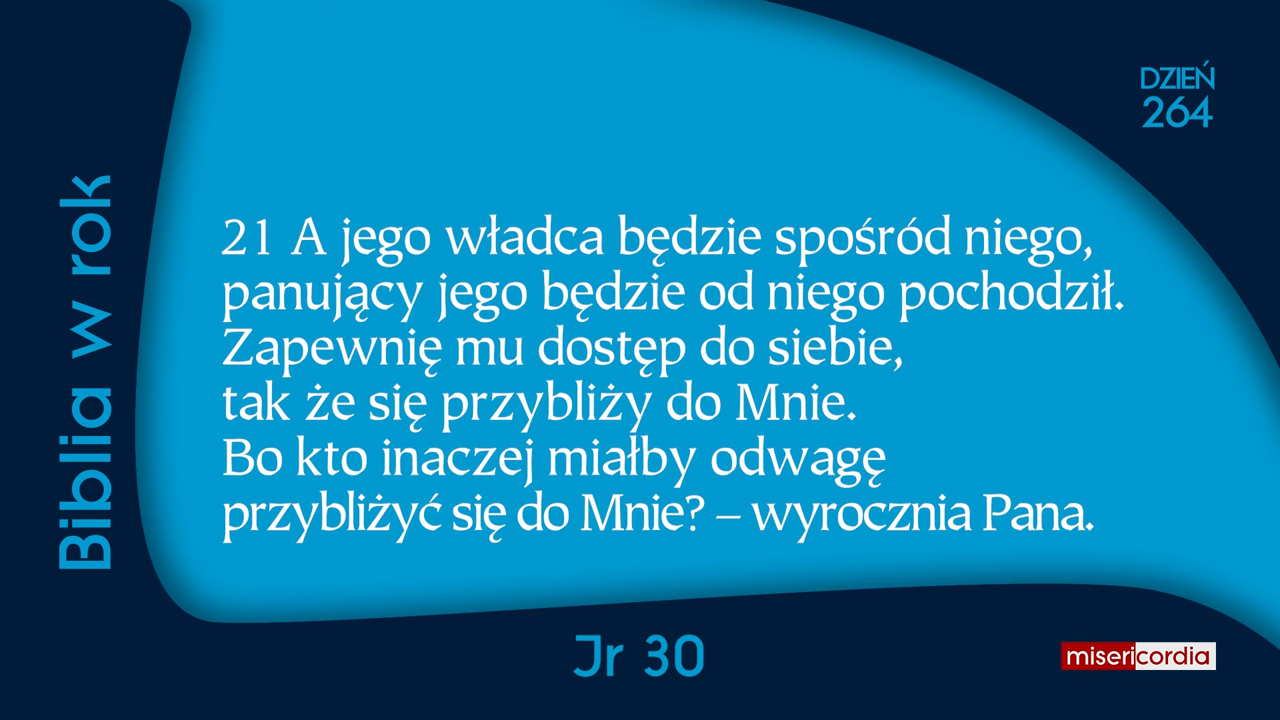 DZIEŃ
264
Biblia w rok
21 A jego władca będzie spośród niego,
panujący jego będzie od niego pochodził.
Zapewnię mu dostęp do siebie,
tak że się przybliży do Mnie.
Bo kto inaczej miałby odwagę
przybliżyć się do Mnie? – wyrocznia Pana.
Jr 30
misericordia